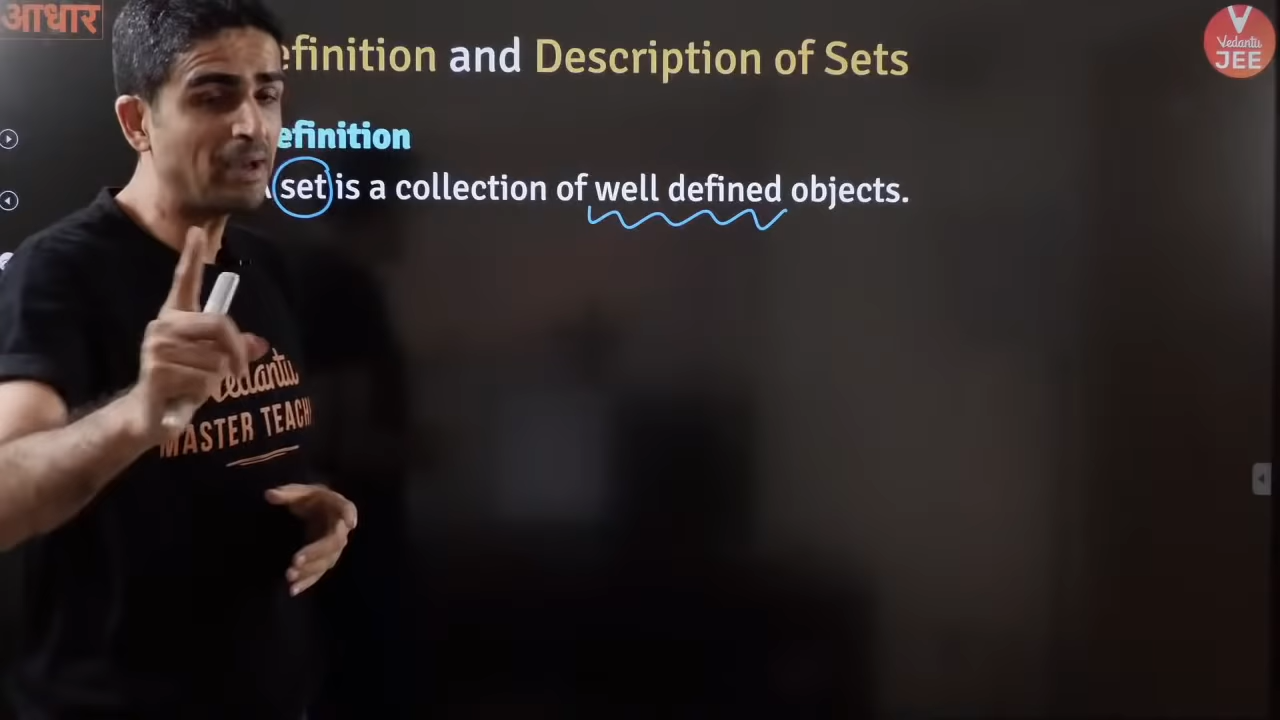 आधार
efinition and Description of Sets
Vedantu
JEE
efinition
set is a collection of well defined objects.
Vedantu
MASTER TEACH